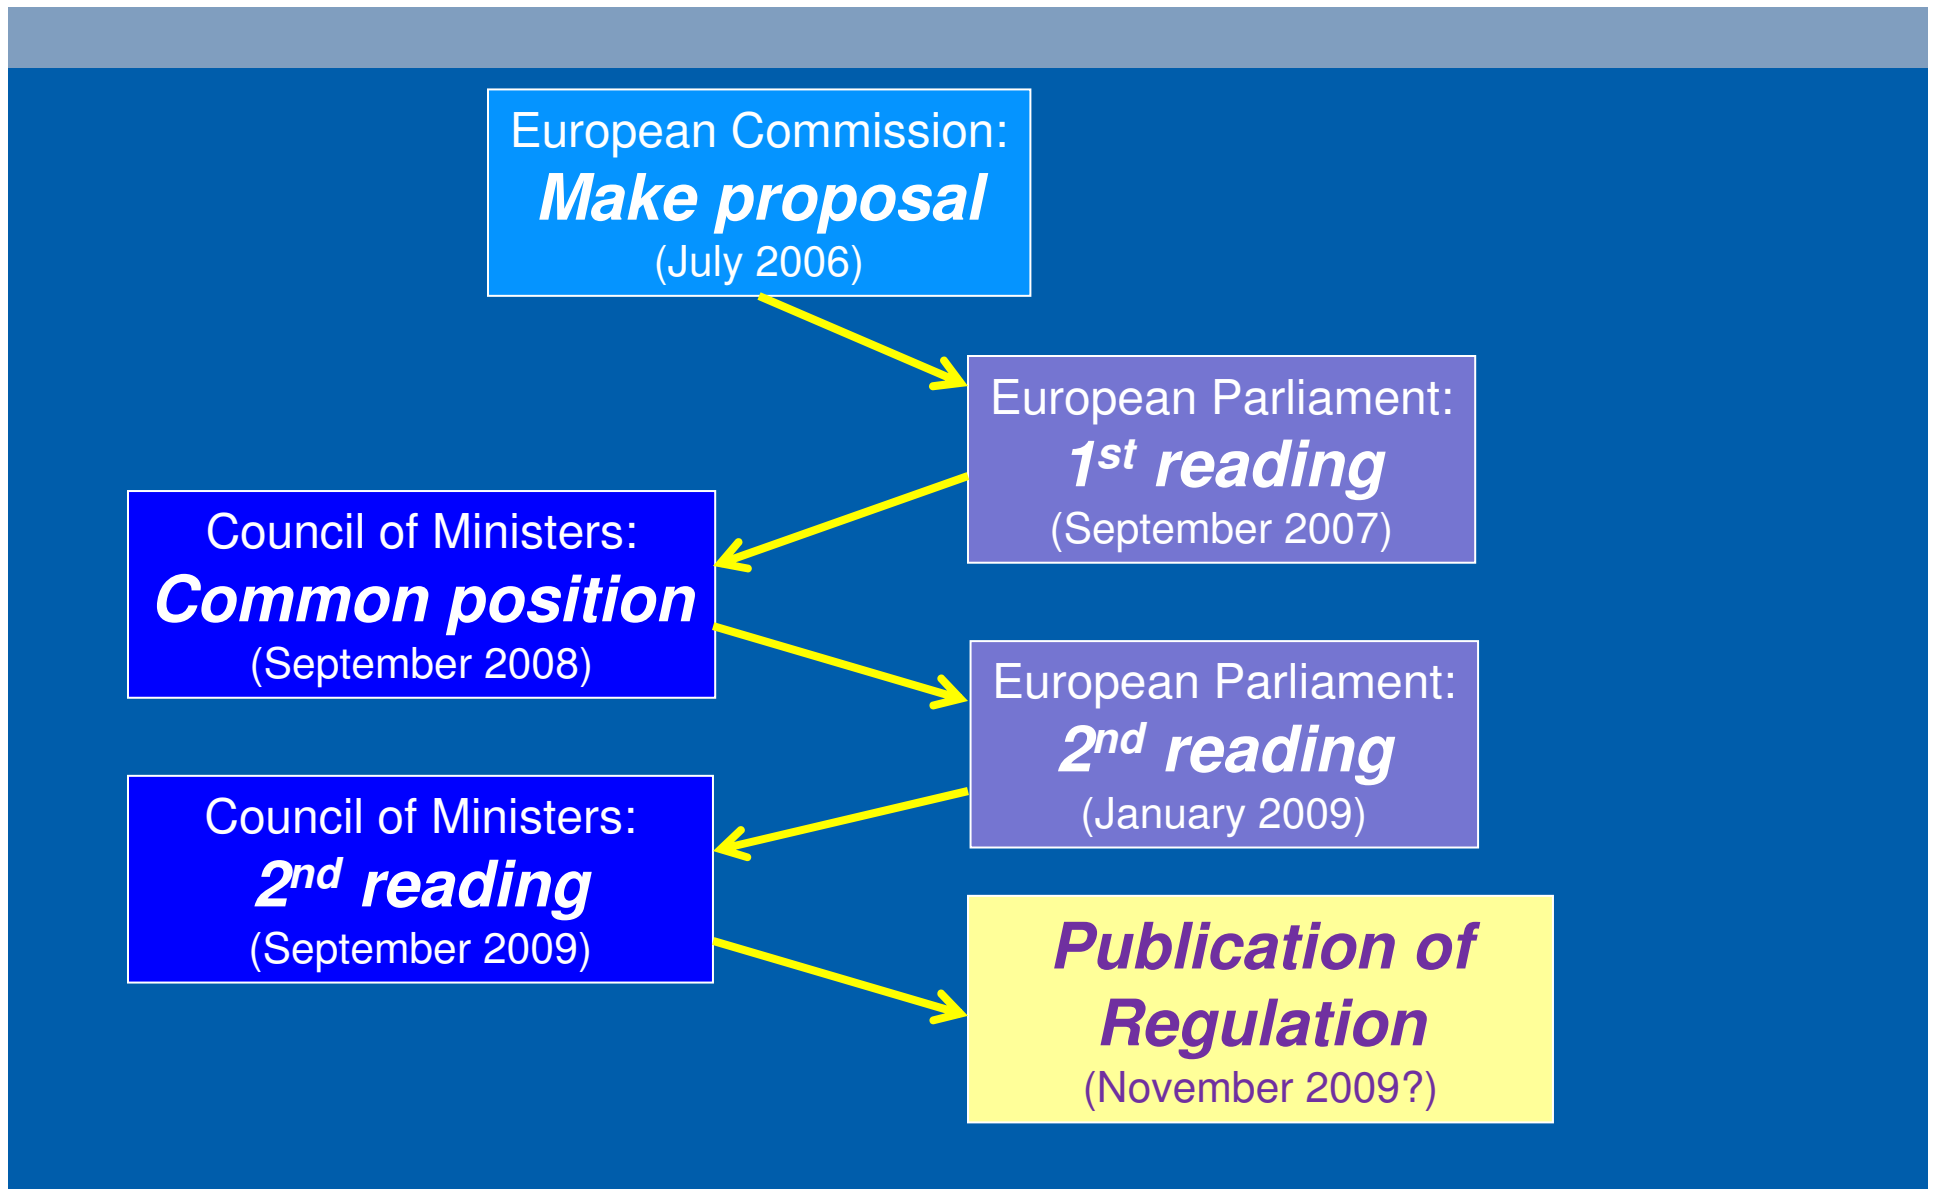 European Commission:
Make proposal
(July 2006)
European Parliament:
1st reading
(September 2007)
Council of Ministers:
Common position
(September 2008)
European Parliament:
2nd reading
(January 2009)
Council of Ministers:
2nd reading
(September 2009)
Publication of
Regulation
(November 2009?)